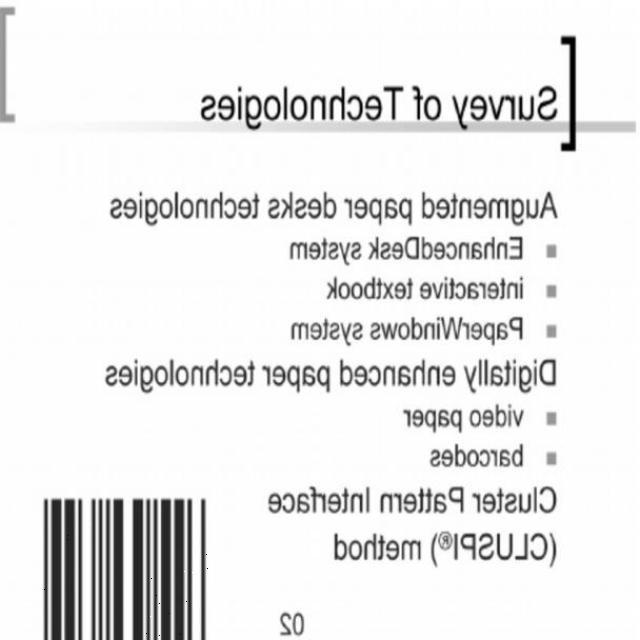 Survey of Technologies
Augmented paper desks technologies
▪ EnhancedDesk system
▪ interactive textbook
▪ PaperWindows system
Digitally enhanced paper technologies
▪ video paper
▪ barcodes
Cluster Pattern Interface
(CLUSPI®) method
02